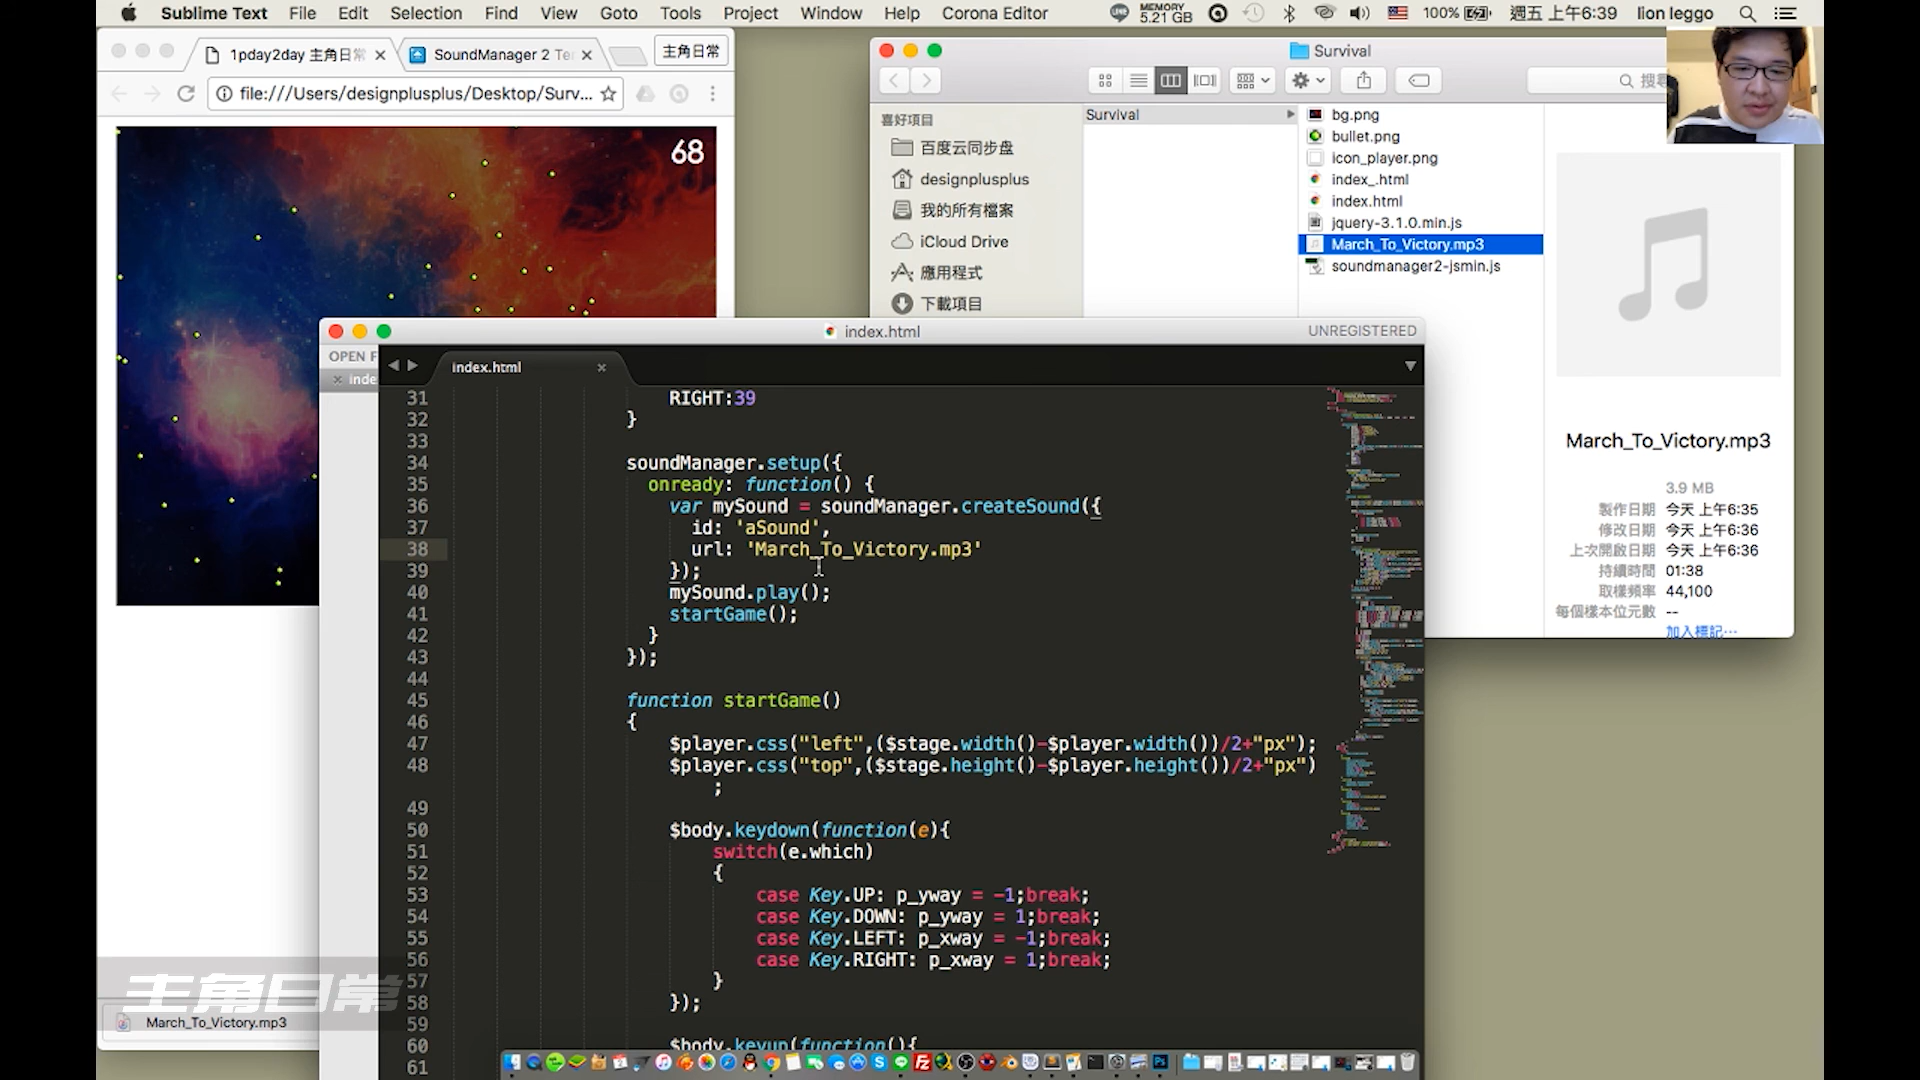 Sublime Text File Edit Selection Find View Goto Tools Project Window Help Corona Editor MEMORY 5.21 GB 100% 週五 上午6:39 lion leggo
1pday2day 主角日常
SoundManager 2 Te
主角日常
file:///Users/designplusplus/Desktop/Surv...
68
Survival
喜好項目
百度云同步盘
designplusplus
我的所有檔案
iCloud Drive
應用程式
下載項目
Survival
bg.png
bullet.png
icon_player.png
index_.html
index.html
jquery-3.1.0.min.js
March_To_Victory.mp3
soundmanager2-jsmin.js
March_To_Victory.mp3
3.9 MB
製作日期 今天 上午6:35
修改日期 今天 上午6:36
上次開啟日期 今天 上午6:36
持續時間 01:38
取樣頻率 44,100
每個樣本位元數 --
加入標記...
index.html
UNREGISTERED
OPEN F
inde
index.html
31 RIGHT:39
32 }
33
34 soundManager.setup({
35 onready: function() {
36 var mySound = soundManager.createSound({
37 id: 'aSound',
38 url: 'March_To_Victory.mp3'
39 });
40 mySound.play();
41 startGame();
42 }
43 });
44
45 function startGame()
46 {
47 $player.css("left",($stage.width()-$player.width())/2+"px");
48 $player.css("top",($stage.height()-$player.height())/2+"px")
;
49
50 $body.keydown(function(e){
51 switch(e.which)
52 {
53 case Key.UP: p_yway = -1;break;
54 case Key.DOWN: p_yway = 1;break;
55 case Key.LEFT: p_xway = -1;break;
56 case Key.RIGHT: p_xway = 1;break;
57 }
58 });
59
60 $body.keyup(function(){
61
主角日常
March_To_Victory.mp3